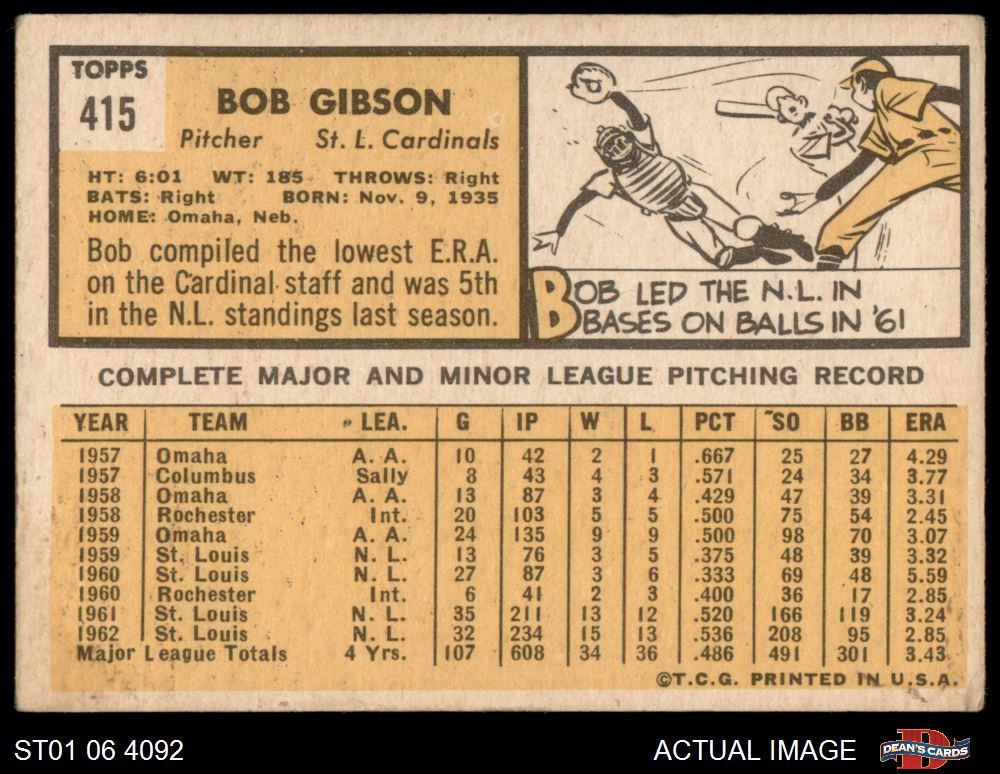 TOPPS
415
BOB GIBSON
Pitcher St. L. Cardinals
HT: 6:01 WT: 185 THROWS: Right
BATS: Right BORN: Nov. 9, 1935
HOME: Omaha, Neb.
Bob compiled the lowest E.R.A.
on the Cardinal staff and was 5th
in the N.L. standings last season.
BOB LED THE N.L. IN
BASES ON BALLS IN '61
COMPLETE MAJOR AND MINOR LEAGUE PITCHING RECORD
YEAR TEAM LEA. G IP W L PCT SO BB ERA
1957 Omaha A. A. 10 42 2 1 .667 25 27 4.29
1957 Columbus Sally 8 43 4 3 .571 24 34 3.77
1958 Omaha A. A. 13 87 3 4 .429 47 39 3.31
1958 Rochester Int. 20 103 5 5 .500 75 54 2.45
1959 Omaha A. A. 24 135 9 9 .500 98 70 3.07
1959 St. Louis N. L. 13 76 3 5 .375 48 39 3.32
1960 St. Louis N. L. 27 87 3 6 .333 69 48 5.59
1960 Rochester Int. 6 41 2 3 .400 36 17 2.85
1961 St. Louis N. L. 35 211 13 12 .520 166 119 3.24
1962 St. Louis N. L. 32 234 15 13 .536 208 95 2.85
Major League Totals 4 Yrs. 107 608 34 36 .486 491 301 3.43
©T.C.G. PRINTED IN U.S.A.
ST01 06 4092 ACTUAL IMAGE DEAN'S CARDS